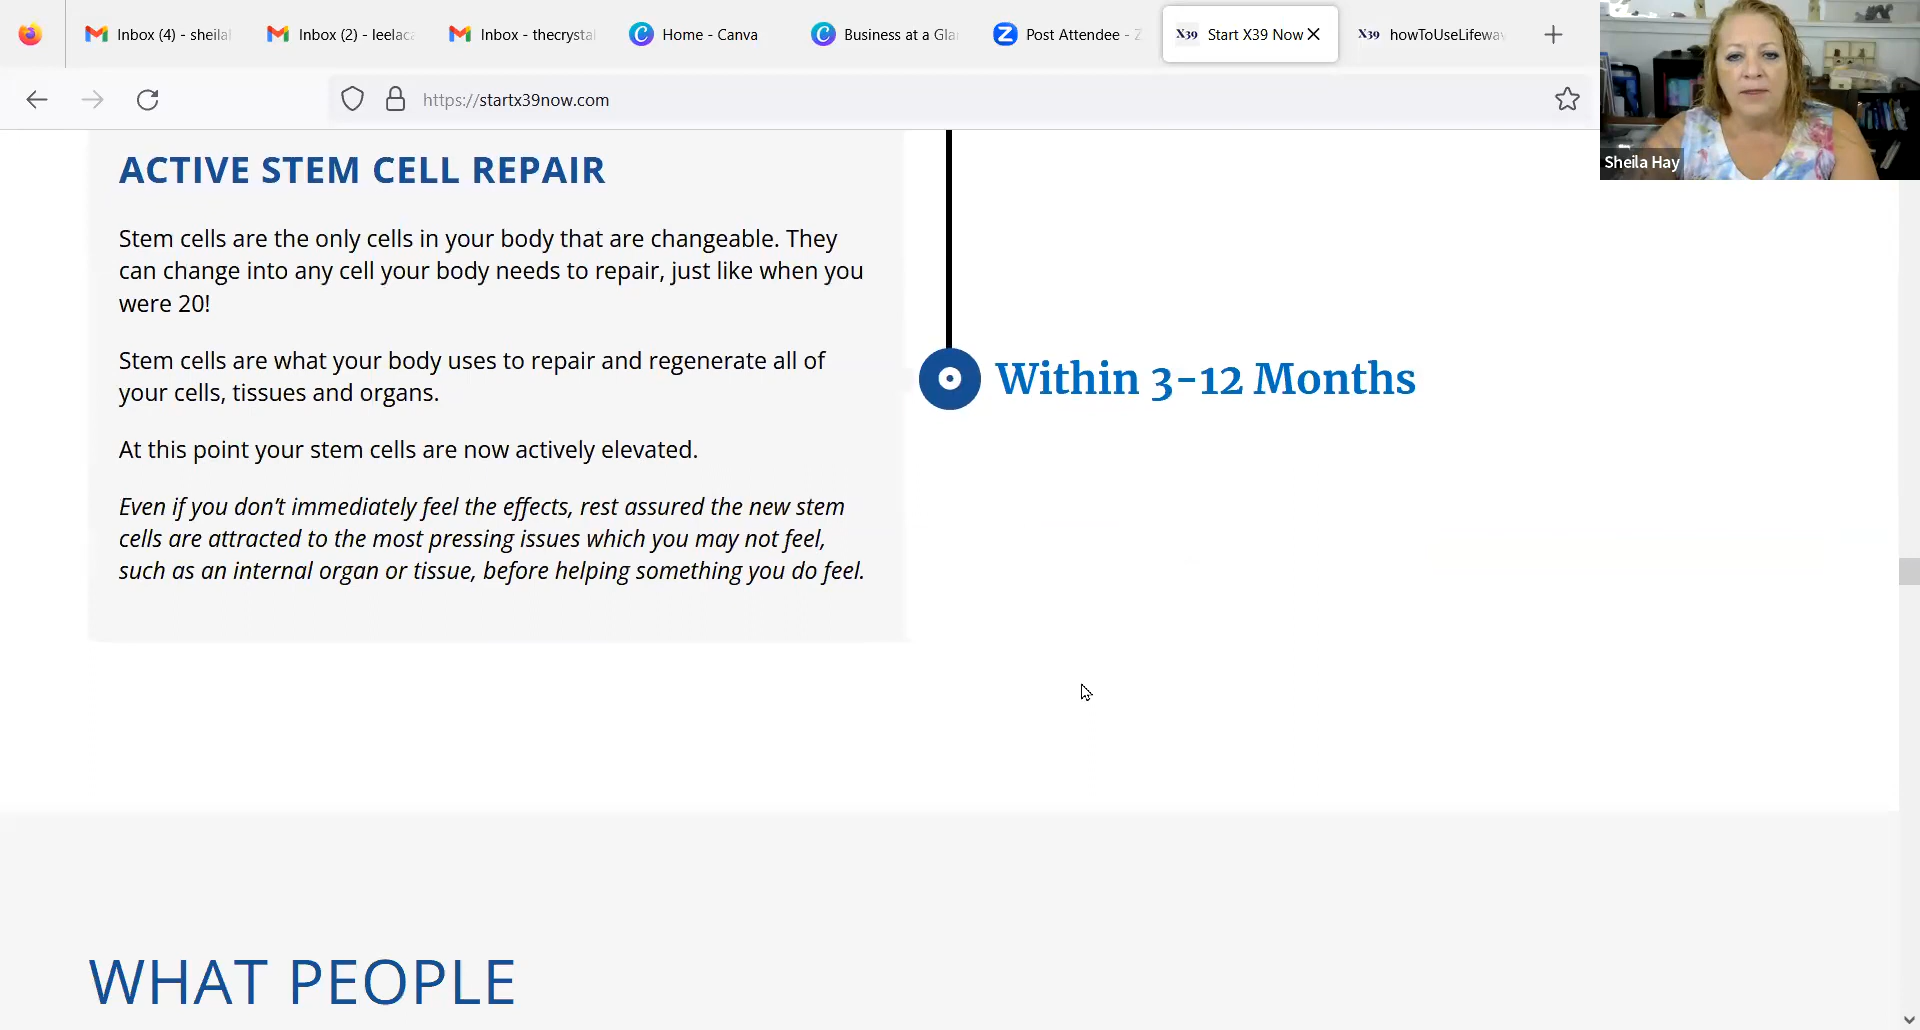 Inbox (4) - sheila
Inbox (2) - leelaca
Inbox - thecrystal
Home - Canva
Business at a Gla
Post Attendee - Z
X39 Start X39 Now
X39 howToUseLifeway
https://startx39now.com
Sheila Hay
ACTIVE STEM CELL REPAIR
Stem cells are the only cells in your body that are changeable. They
can change into any cell your body needs to repair, just like when you
were 20!
Stem cells are what your body uses to repair and regenerate all of
your cells, tissues and organs.
At this point your stem cells are now actively elevated.
Even if you don’t immediately feel the effects, rest assured the new stem
cells are attracted to the most pressing issues which you may not feel,
such as an internal organ or tissue, before helping something you do feel.
Within 3-12 Months
WHAT PEOPLE